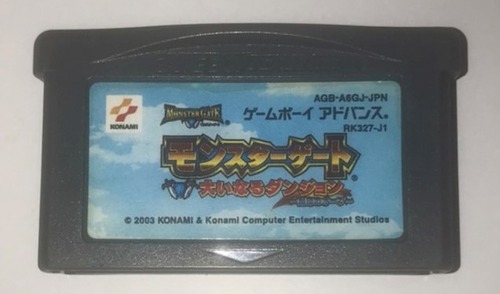 AGB-A6GJ-JPN
MONSTER GATE
ゲームボーイ アドバンス
KONAMI
RK327-J1
モンスターゲート
大いなるダンジョン
© 2003 KONAMI & Konami Computer Entertainment Studios